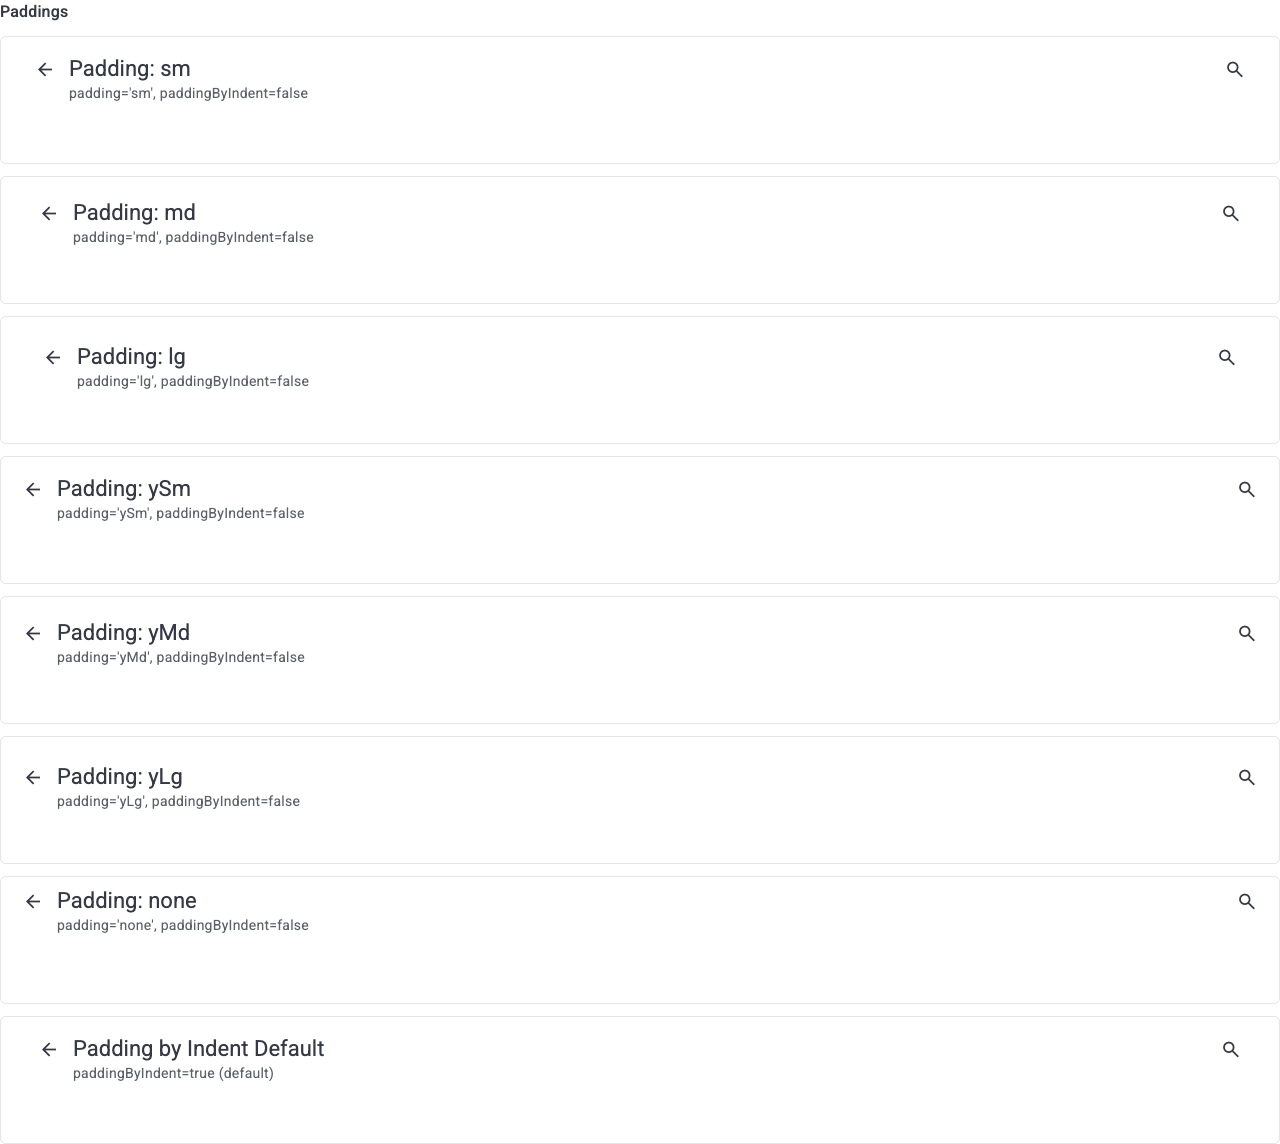 Paddings
Padding: sm
padding='sm', paddingByIndent=false
Padding: md
padding='md', paddingByIndent=false
Padding: lg
padding='lg', paddingByIndent=false
Padding: ySm
padding='ySm', paddingByIndent=false
Padding: yMd
padding='yMd', paddingByIndent=false
Padding: yLg
padding='yLg', paddingByIndent=false
Padding: none
padding='none', paddingByIndent=false
Padding by Indent Default
paddingByIndent=true (default)